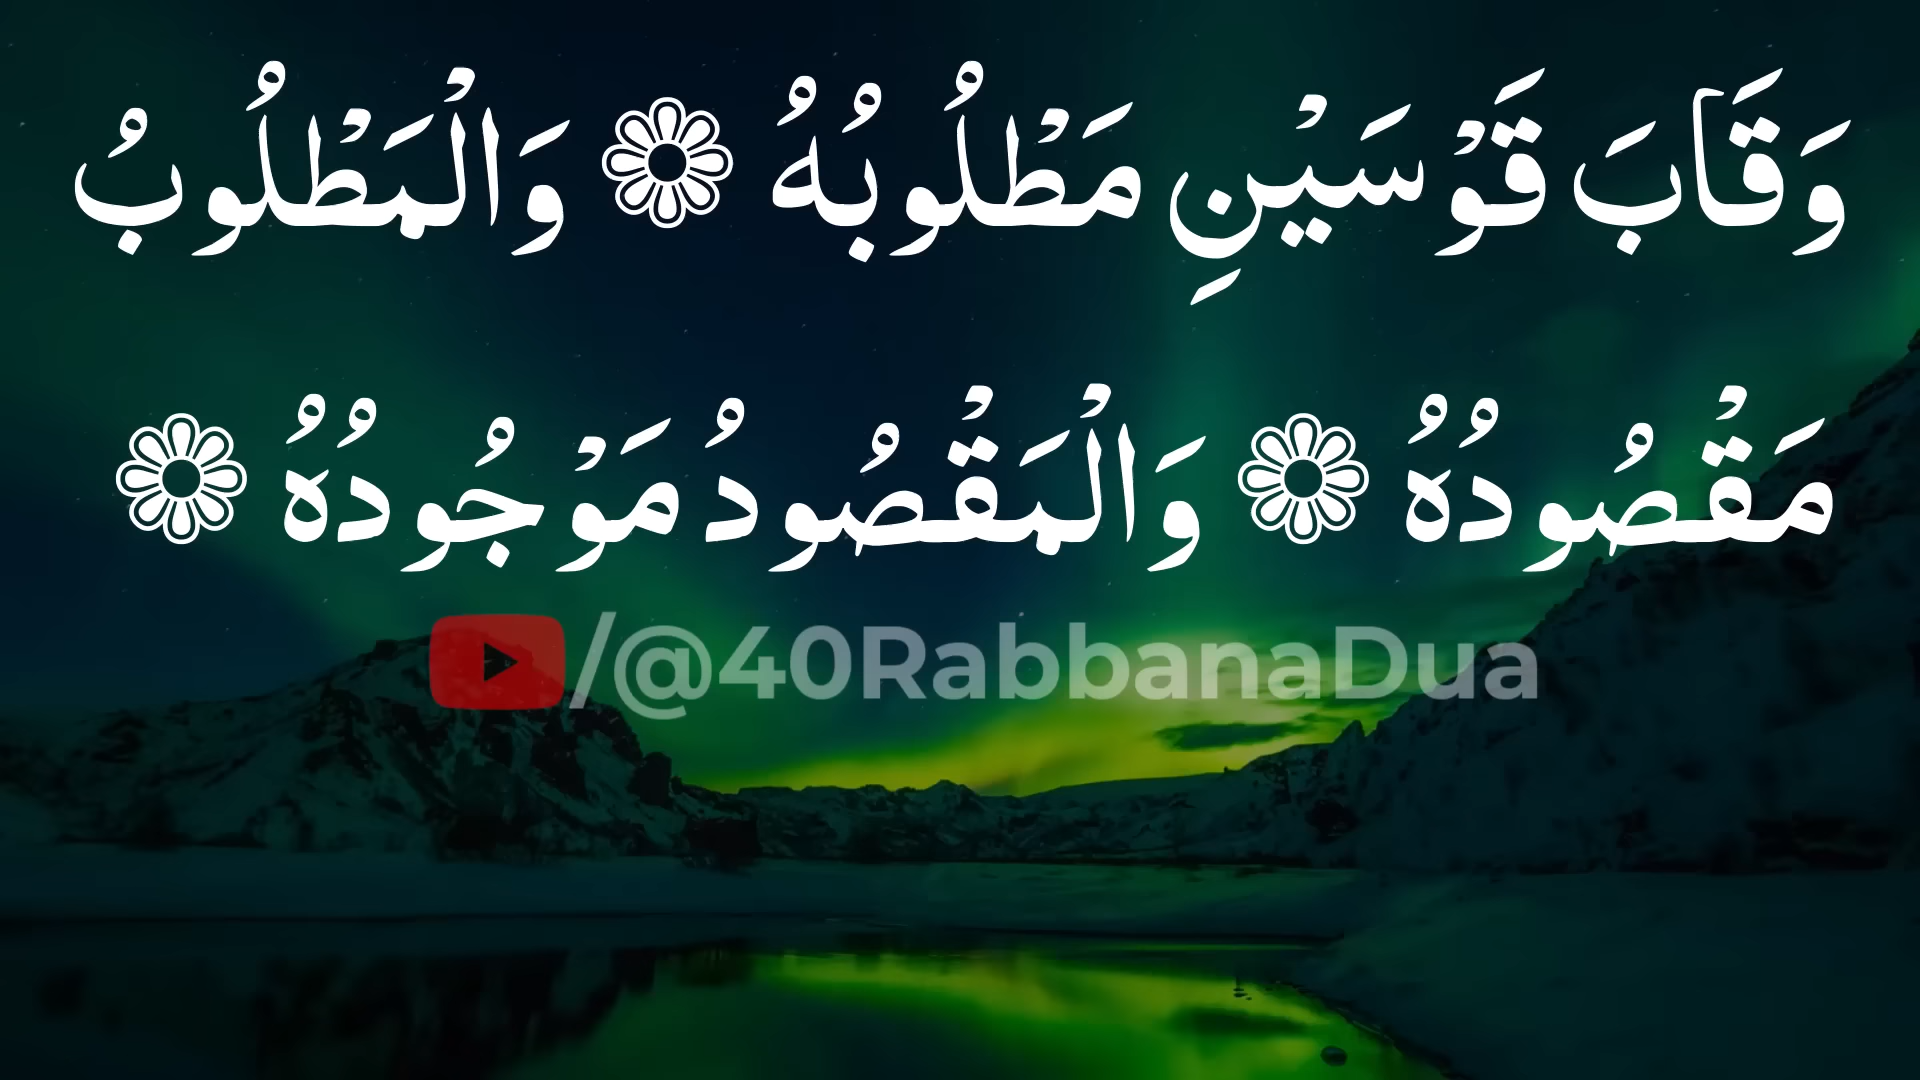 وَقَابَ قَوْسَيْنِ مَطْلُوبُهُ ❁ وَالْمَطْلُوبُ
مَقْصُودُهُ ❁ وَالْمَقْصُودُ مَوْجُودُهُ ❁
/@40RabbanaDua